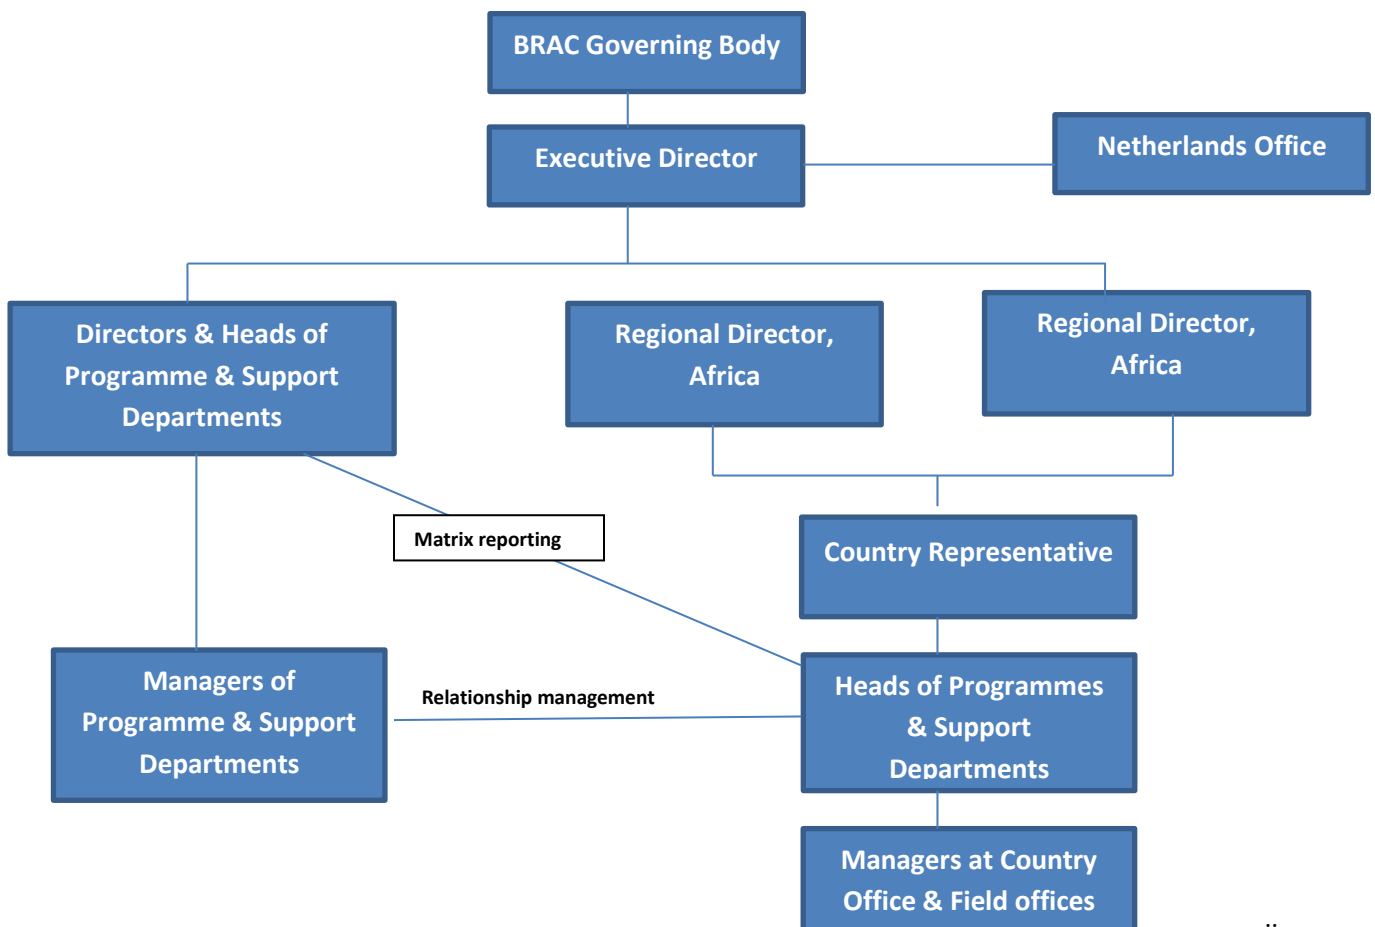 BRAC Governing Body
Executive Director
Netherlands Office
Directors & Heads of
Programme & Support
Departments
Regional Director,
Africa
Regional Director,
Africa
Matrix reporting
Country Representative
Managers of
Programme & Support
Departments
Relationship management
Heads of Programmes
& Support
Departments
Managers at Country
Office & Field offices